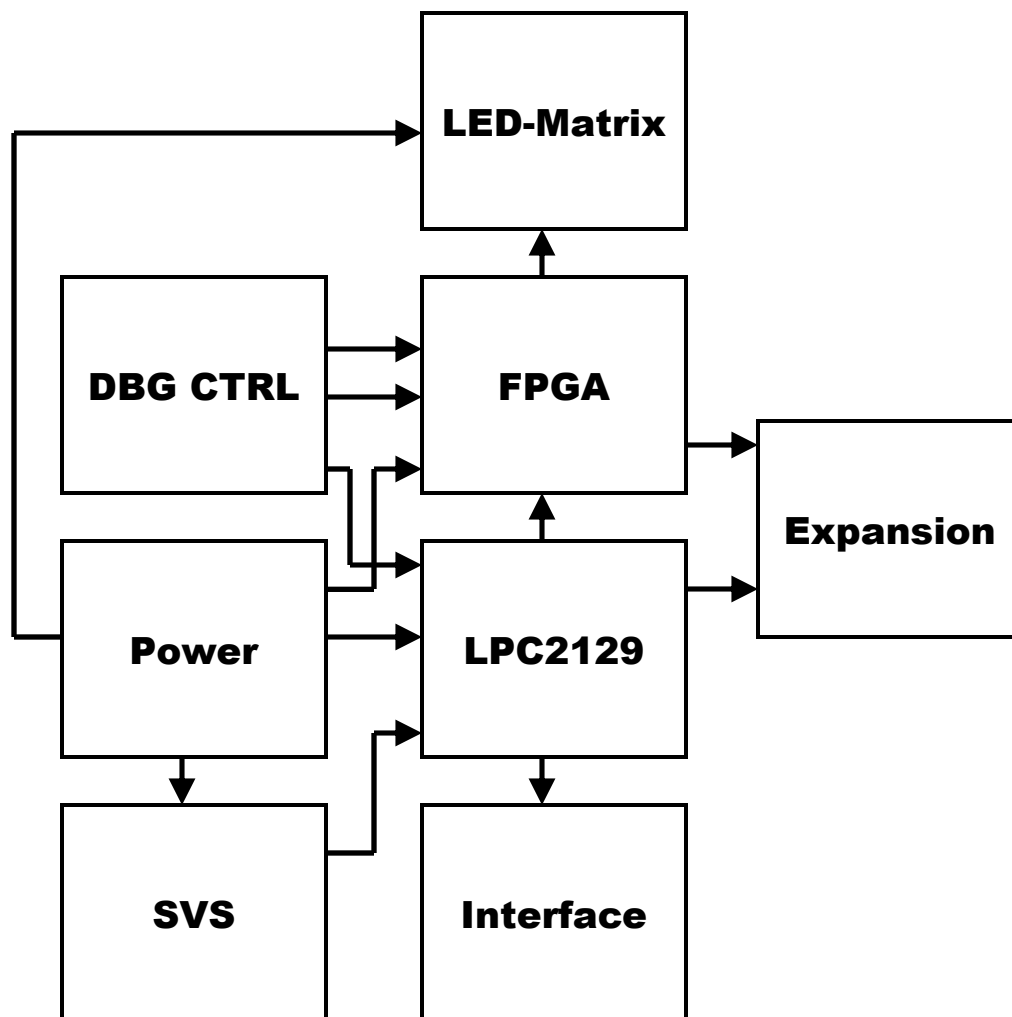 LED-Matrix
DBG CTRL
FPGA
Expansion
Power
LPC2129
SVS
Interface